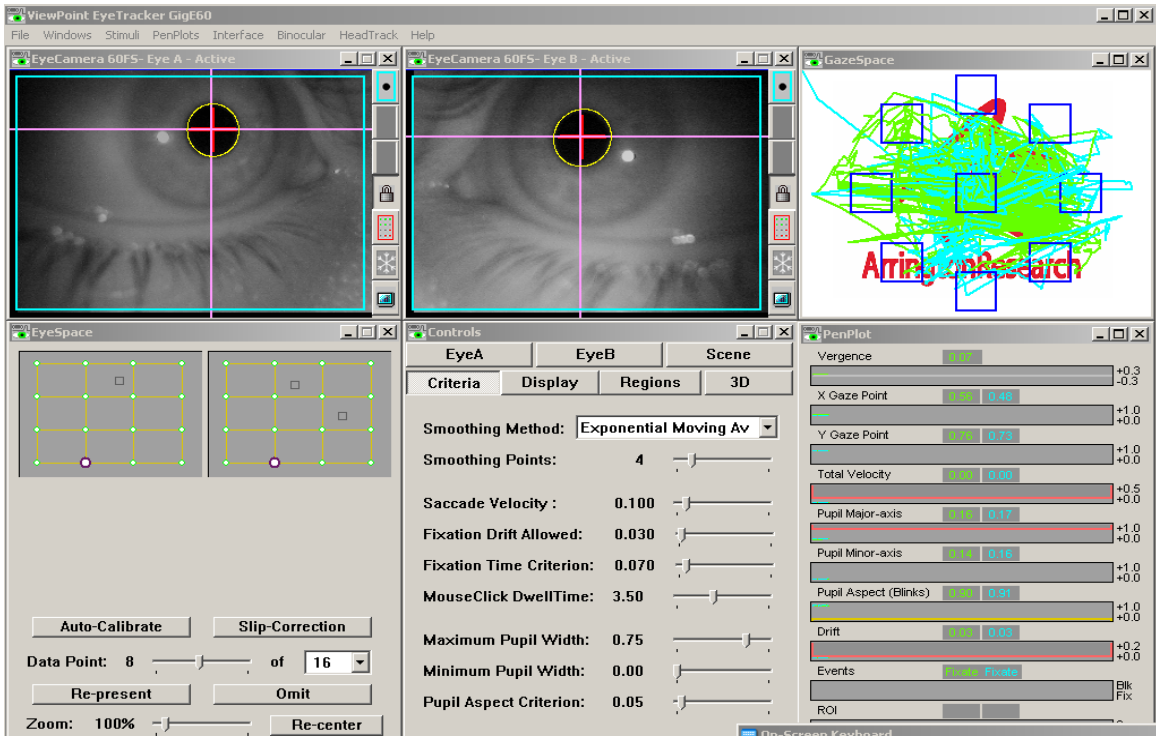 ViewPoint EyeTracker GigE60
File Windows Stimuli PenPlots Interface Binocular HeadTrack Help
EyeCamera 60FS- Eye A - Active
EyeCamera 60FS- Eye B - Active
GazeSpace
ArringtonResearch
EyeSpace
Auto-Calibrate Slip-Correction
Data Point: 8 of 16
Re-present Omit
Zoom: 100% Re-center
Controls
EyeA EyeB Scene
Criteria Display Regions 3D
Smoothing Method: Exponential Moving Av
Smoothing Points: 4
Saccade Velocity : 0.100
Fixation Drift Allowed: 0.030
Fixation Time Criterion: 0.070
MouseClick DwellTime: 3.50
Maximum Pupil Width: 0.75
Minimum Pupil Width: 0.00
Pupil Aspect Criterion: 0.05
PenPlot
Vergence 0.07
+0.3
-0.3
X Gaze Point 0.56 0.48
+1.0
+0.0
Y Gaze Point 0.76 0.73
+1.0
+0.0
Total Velocity 0.00 0.00
+0.5
+0.0
Pupil Major-axis 0.16 0.17
+1.0
+0.0
Pupil Minor-axis 0.14 0.16
+1.0
+0.0
Pupil Aspect (Blinks) 0.90 0.91
+1.0
+0.0
Drift 0.03 0.03
+0.2
+0.0
Events Fixate Fixate
Blk
Fix
ROI
On-Screen Keyboard